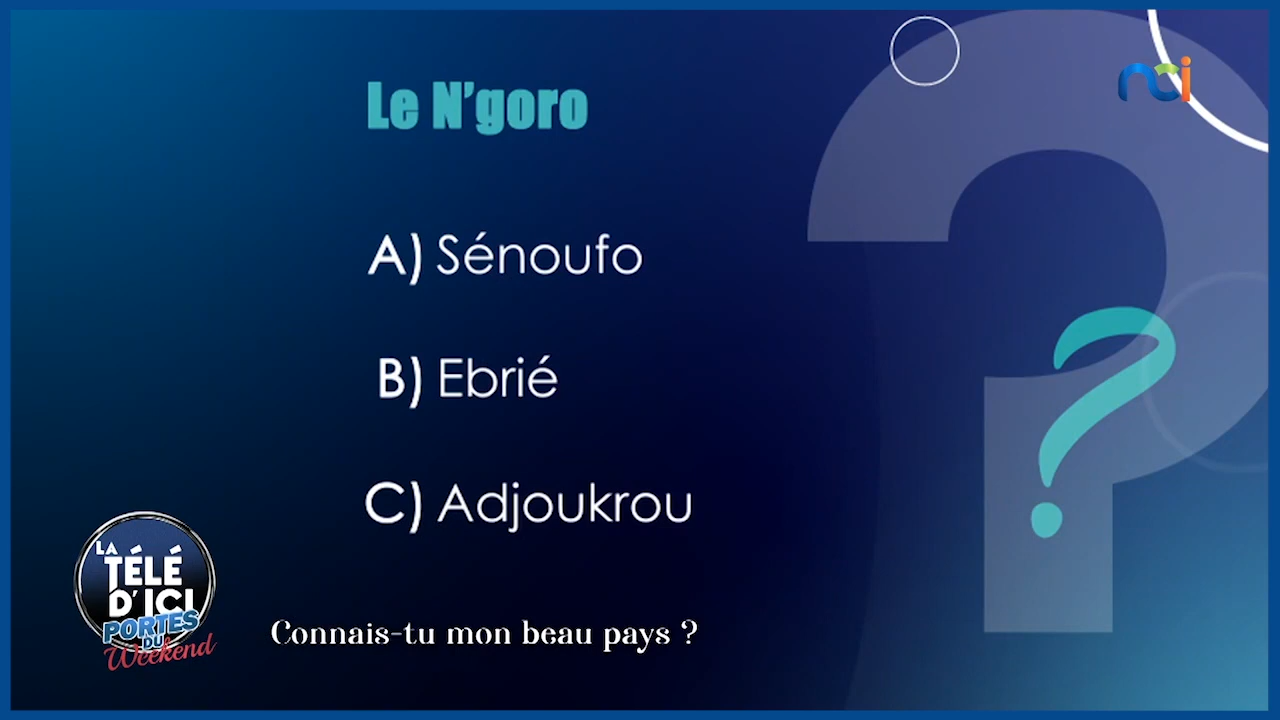 nci
Le N'goro
A) Sénoufo
B) Ebrié
C) Adjoukrou
LA
TÉLÉ
D'ICI
PORTES
DU
Weekend
Connais-tu mon beau pays ?